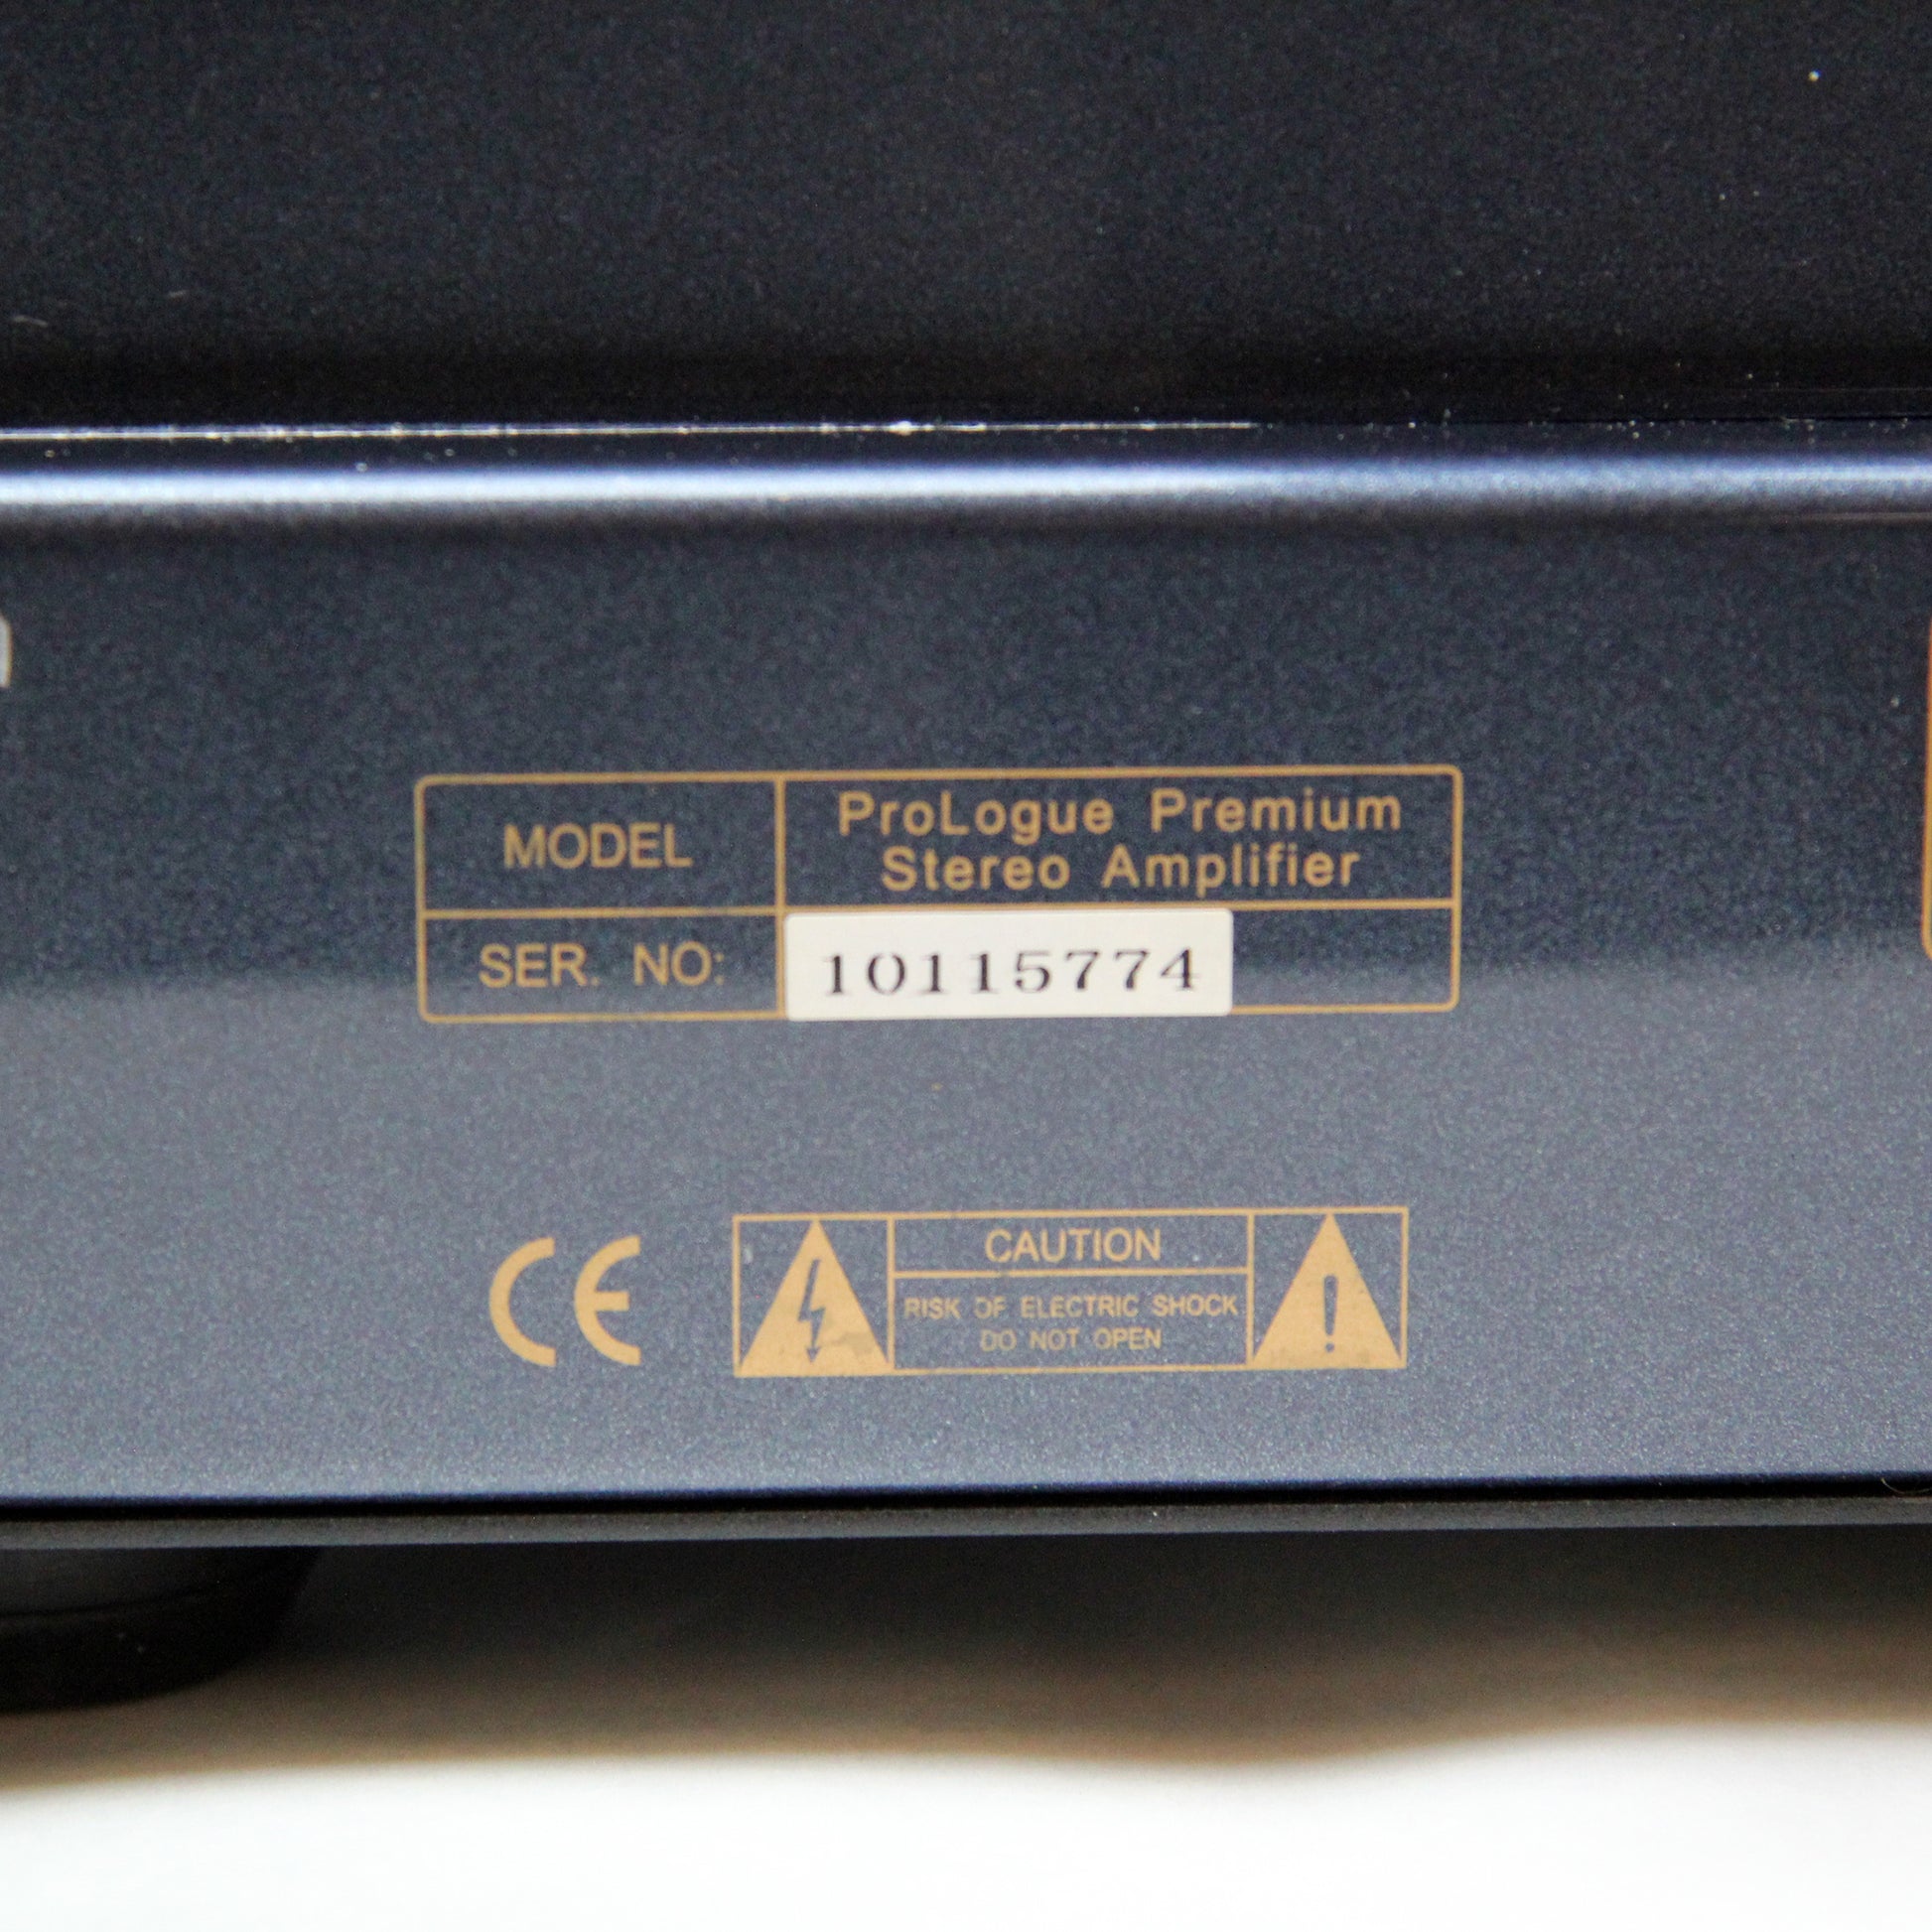 MODEL
ProLogue Premium
Stereo Amplifier
SER. NO:
10115774
CE
CAUTION
RISK OF ELECTRIC SHOCK
DO NOT OPEN